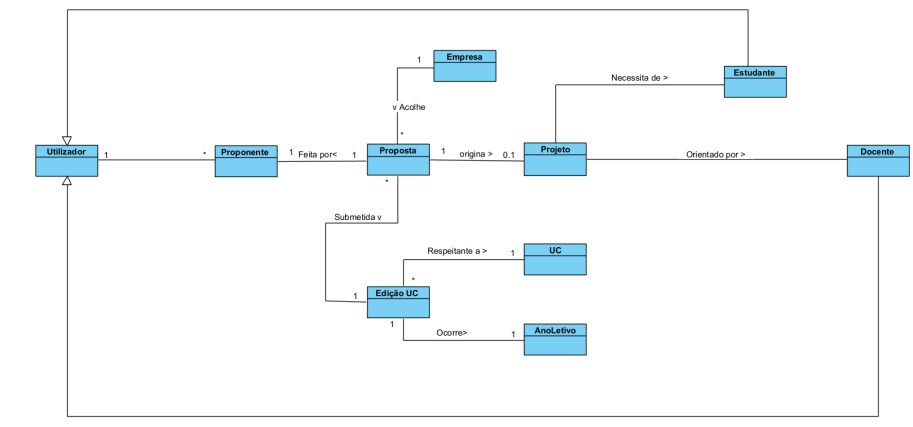 Empresa
1
Necessita de >
Estudante
v Acolhe
*
Utilizador
1
*
Proponente
1
Feita por<
1
Proposta
1
origina >
0.1
Projeto
Orientado por >
Docente
*
Submetida v
Respeitante a >
1
UC
*
1
Edição UC
1
Ocorre>
1
AnoLetivo